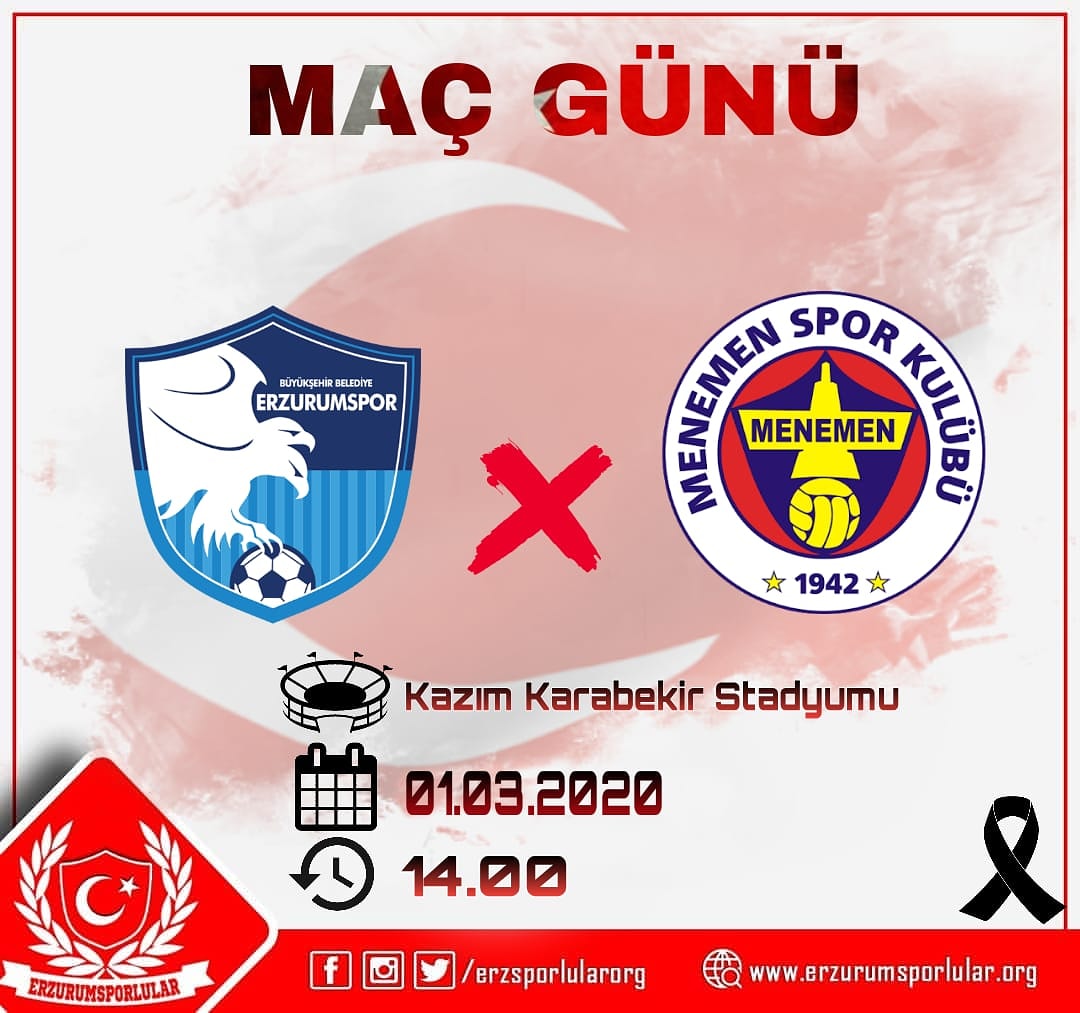 MAÇ GÜNÜ
BÜYÜKŞEHİR BELEDİYE
ERZURUMSPOR
MENEMEN SPOR KULÜBÜ
MENEMEN
1942
Kazım Karabekir Stadyumu
01.03.2020
14.00
ERZURUMSPORLULAR
/erzsporlularorg
www.erzurumsporlular.org